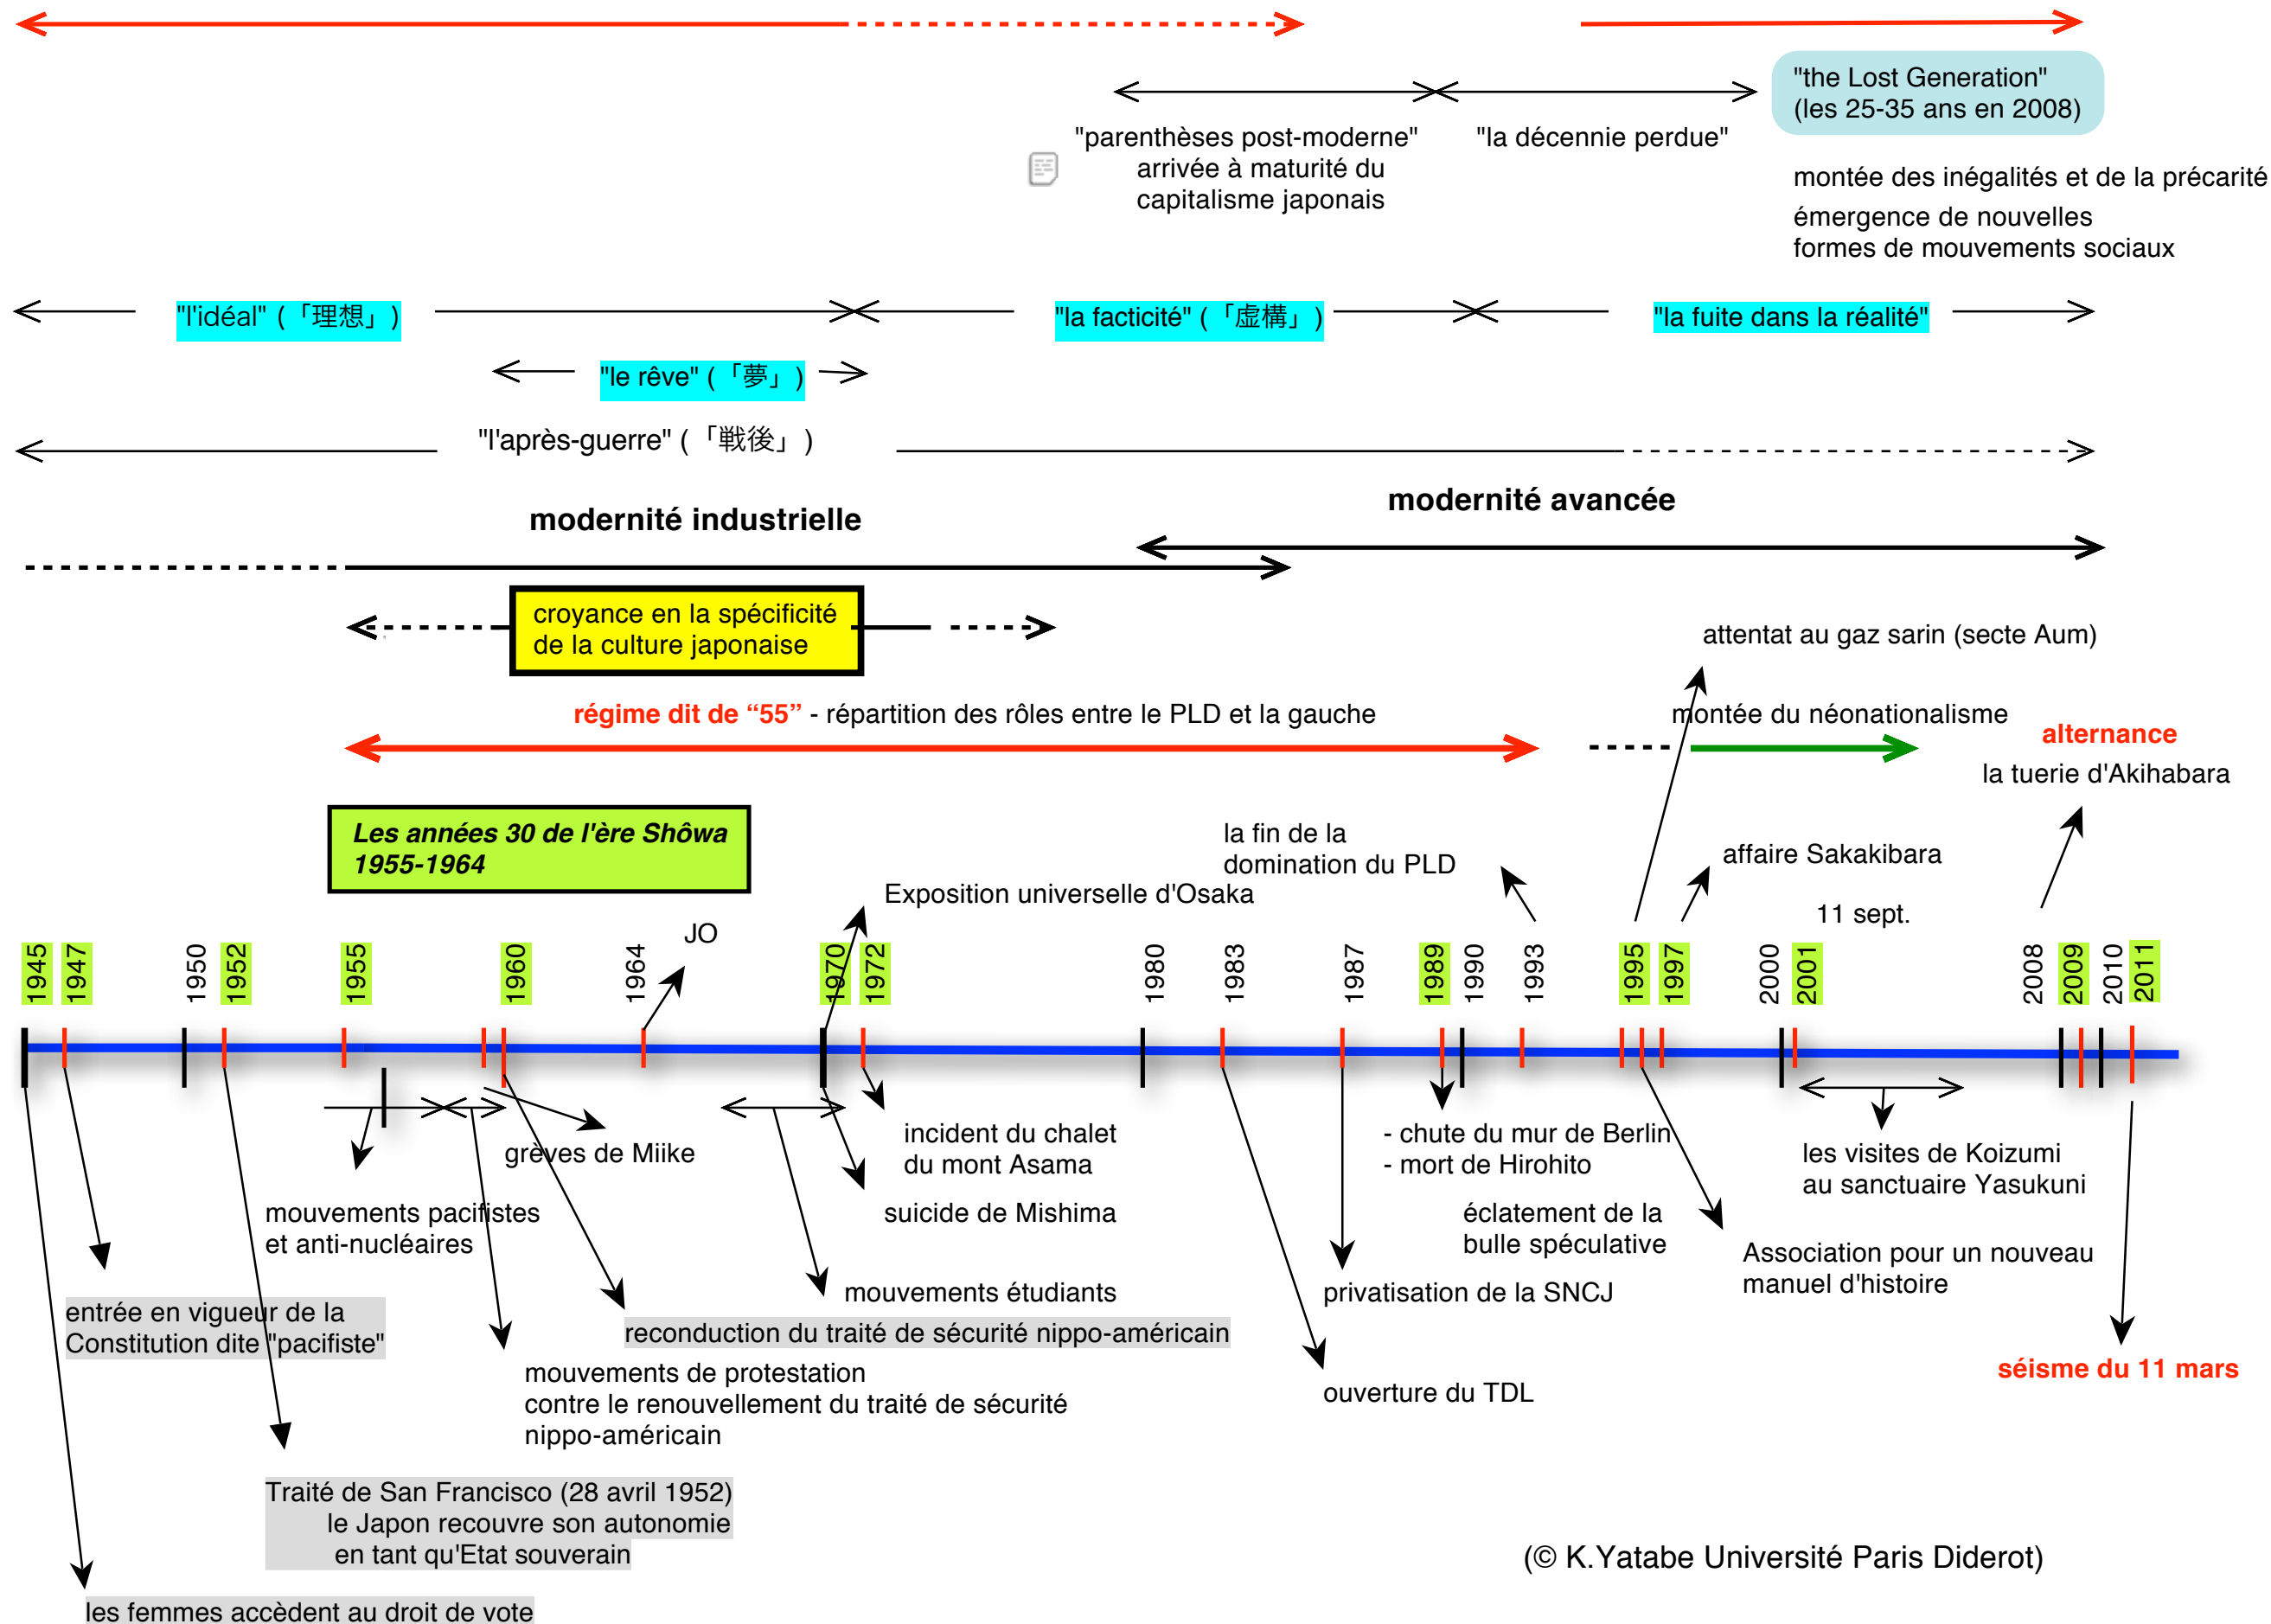 "the Lost Generation"
(les 25-35 ans en 2008)
"parenthèses post-moderne"
arrivée à maturité du
capitalisme japonais
"la décennie perdue"
montée des inégalités et de la précarité
émergence de nouvelles
formes de mouvements sociaux
"l'idéal" (「理想」)
"la facticité" (「虚構」)
"la fuite dans la réalité"
"le rêve" (「夢」)
"l'après-guerre" (「戦後」)
modernité industrielle
modernité avancée
croyance en la spécificité
de la culture japonaise
attentat au gaz sarin (secte Aum)
régime dit de “55” - répartition des rôles entre le PLD et la gauche
montée du néonationalisme
alternance
la tuerie d'Akihabara
Les années 30 de l'ère Shôwa
1955-1964
la fin de la
domination du PLD
affaire Sakakibara
Exposition universelle d'Osaka
11 sept.
JO
1945
1947
1950
1952
1955
1960
1964
1970
1972
1980
1983
1987
1989
1990
1993
1995
1997
2000
2001
2008
2009
2010
2011
grèves de Miike
incident du chalet
du mont Asama
- chute du mur de Berlin
- mort de Hirohito
les visites de Koizumi
au sanctuaire Yasukuni
mouvements pacifistes
et anti-nucléaires
suicide de Mishima
éclatement de la
bulle spéculative
Association pour un nouveau
manuel d'histoire
mouvements étudiants
privatisation de la SNCJ
entrée en vigueur de la
Constitution dite "pacifiste"
reconduction du traité de sécurité nippo-américain
mouvements de protestation
contre le renouvellement du traité de sécurité
nippo-américain
ouverture du TDL
séisme du 11 mars
Traité de San Francisco (28 avril 1952)
le Japon recouvre son autonomie
en tant qu'Etat souverain
(© K.Yatabe Université Paris Diderot)
les femmes accèdent au droit de vote